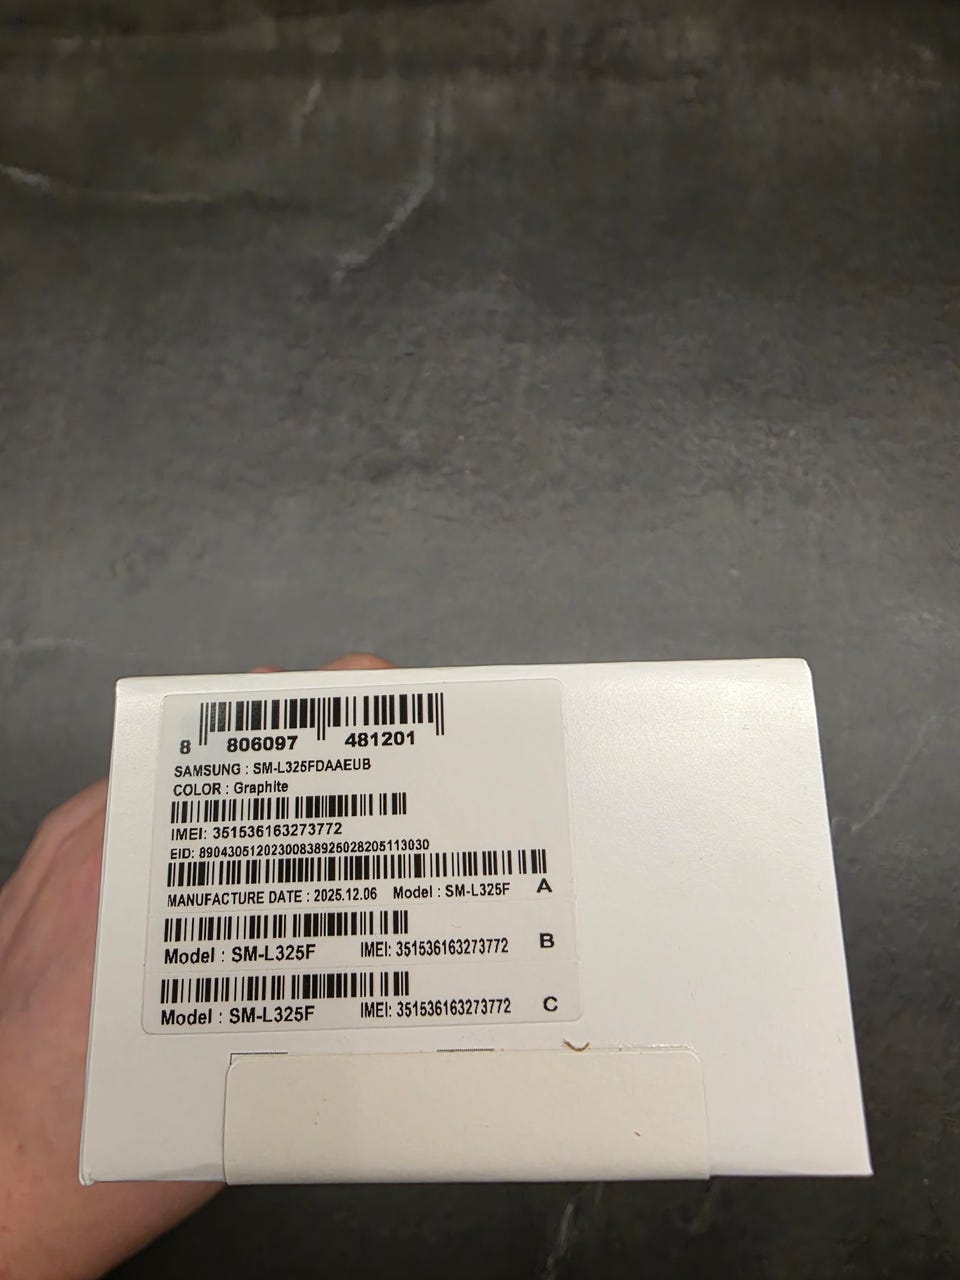 8 806097 481201
SAMSUNG : SM-L325FDAAEUB
COLOR : Graphite
IMEI: 351536163273772
EID: 89043051202300838925028205113030
MANUFACTURE DATE : 2025.12.06 Model : SM-L325F A
Model : SM-L325F IMEI: 351536163273772 B
Model : SM-L325F IMEI: 351536163273772 C